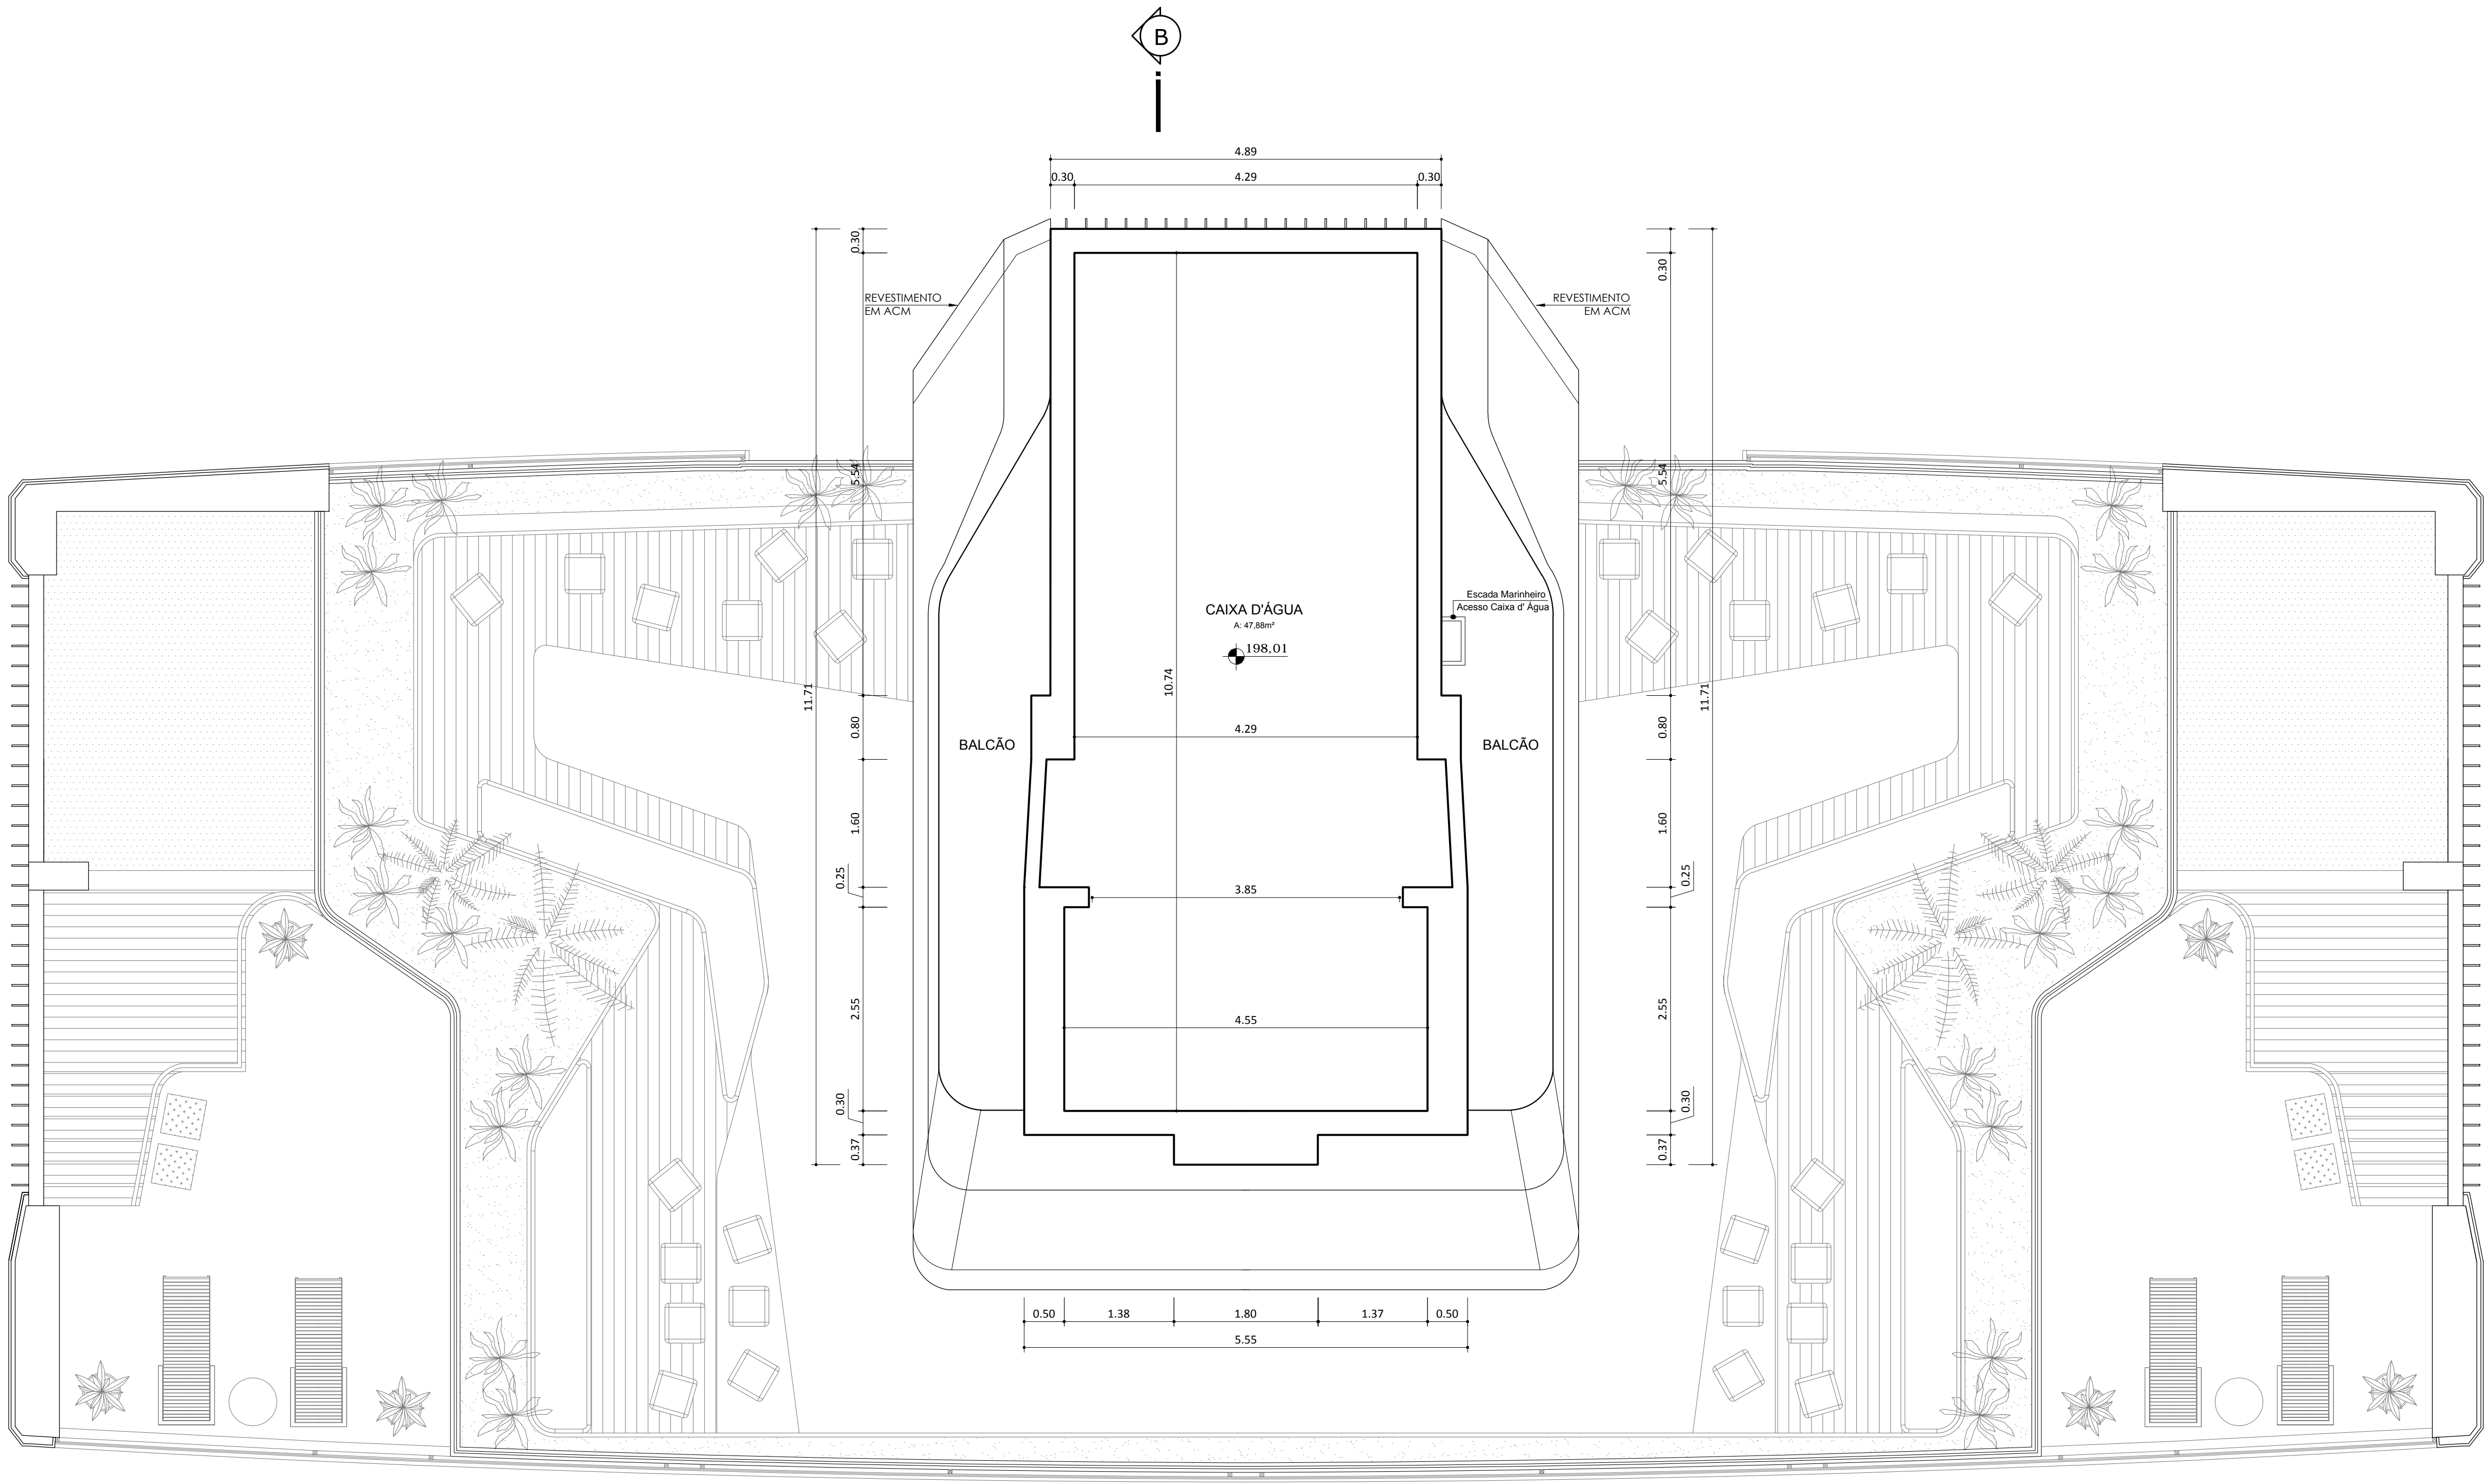 B
4.89
0.30 4.29 0.30
0.30
0.30
REVESTIMENTO
EM ACM
REVESTIMENTO
EM ACM
5.54
5.54
Escada Marinheiro
Acesso Caixa d' Água
CAIXA D'ÁGUA
A: 47,88m²
198,01
10.74
11.71
11.71
0.80
0.80
4.29
BALCÃO
BALCÃO
1.60
1.60
0.25
0.25
3.85
2.55
2.55
4.55
0.30
0.30
0.37
0.37
0.50 1.38 1.80 1.37 0.50
5.55